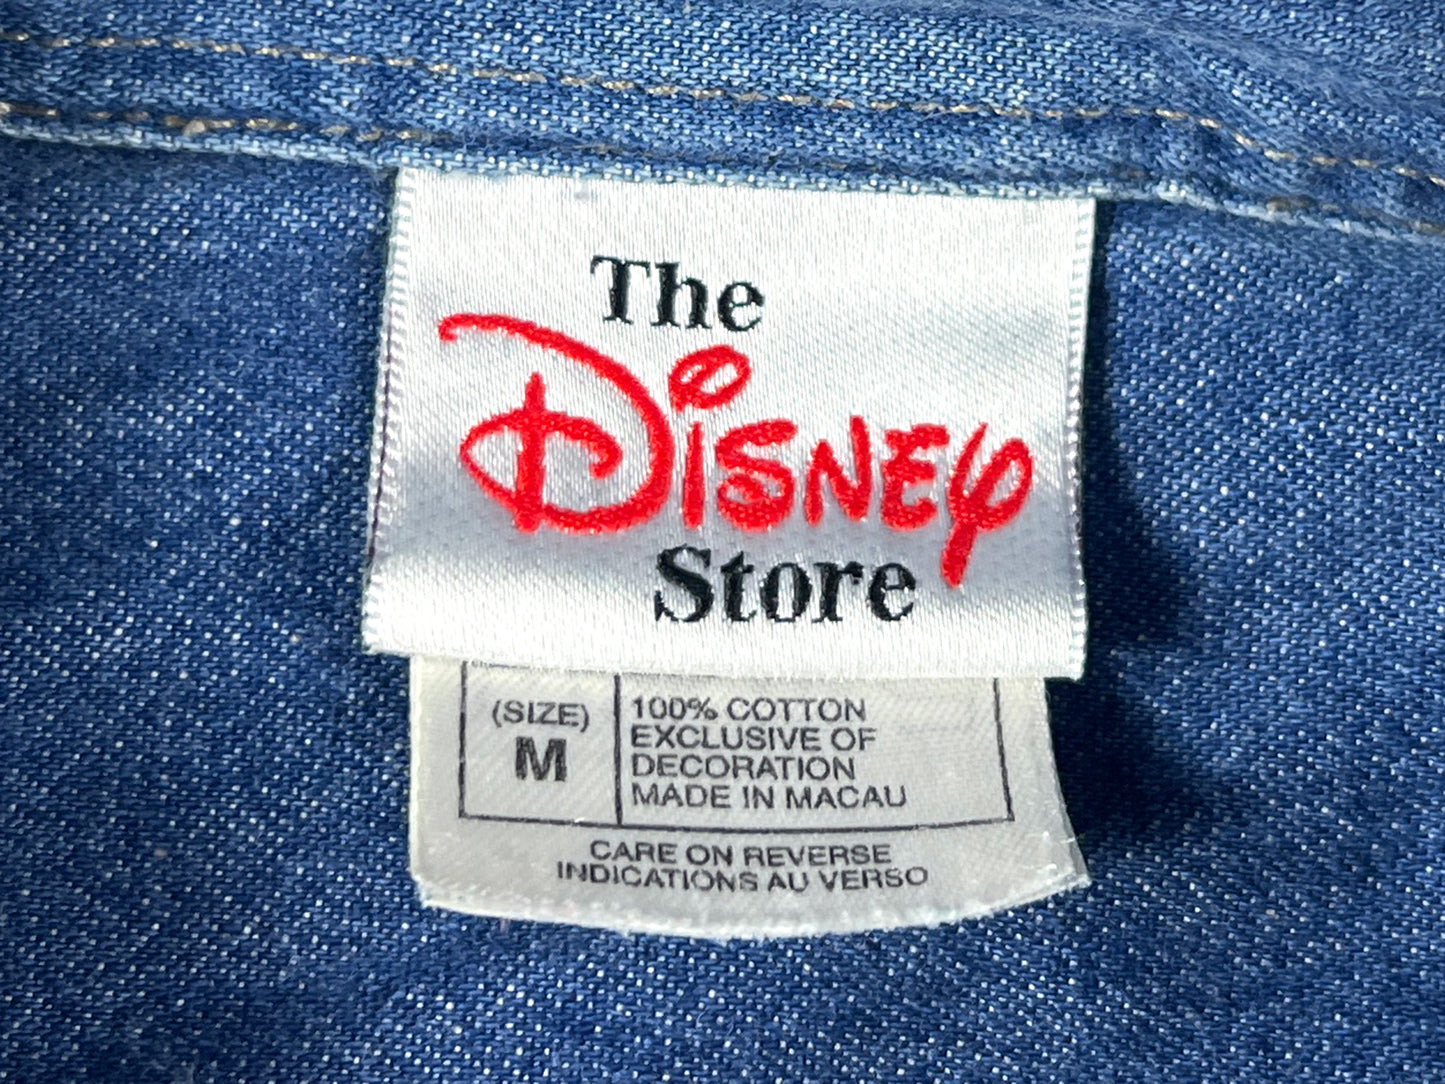 The
Disney
Store
(SIZE)
M
100% COTTON
EXCLUSIVE OF
DECORATION
MADE IN MACAU
CARE ON REVERSE
INDICATIONS AU VERSO